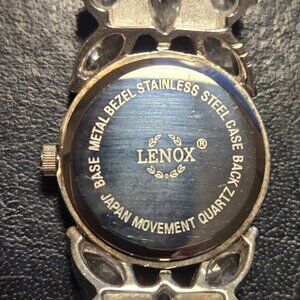 BASE METAL BEZEL STAINLESS STEEL CASE BACK
LENOX ®
JAPAN MOVEMENT QUARTZ